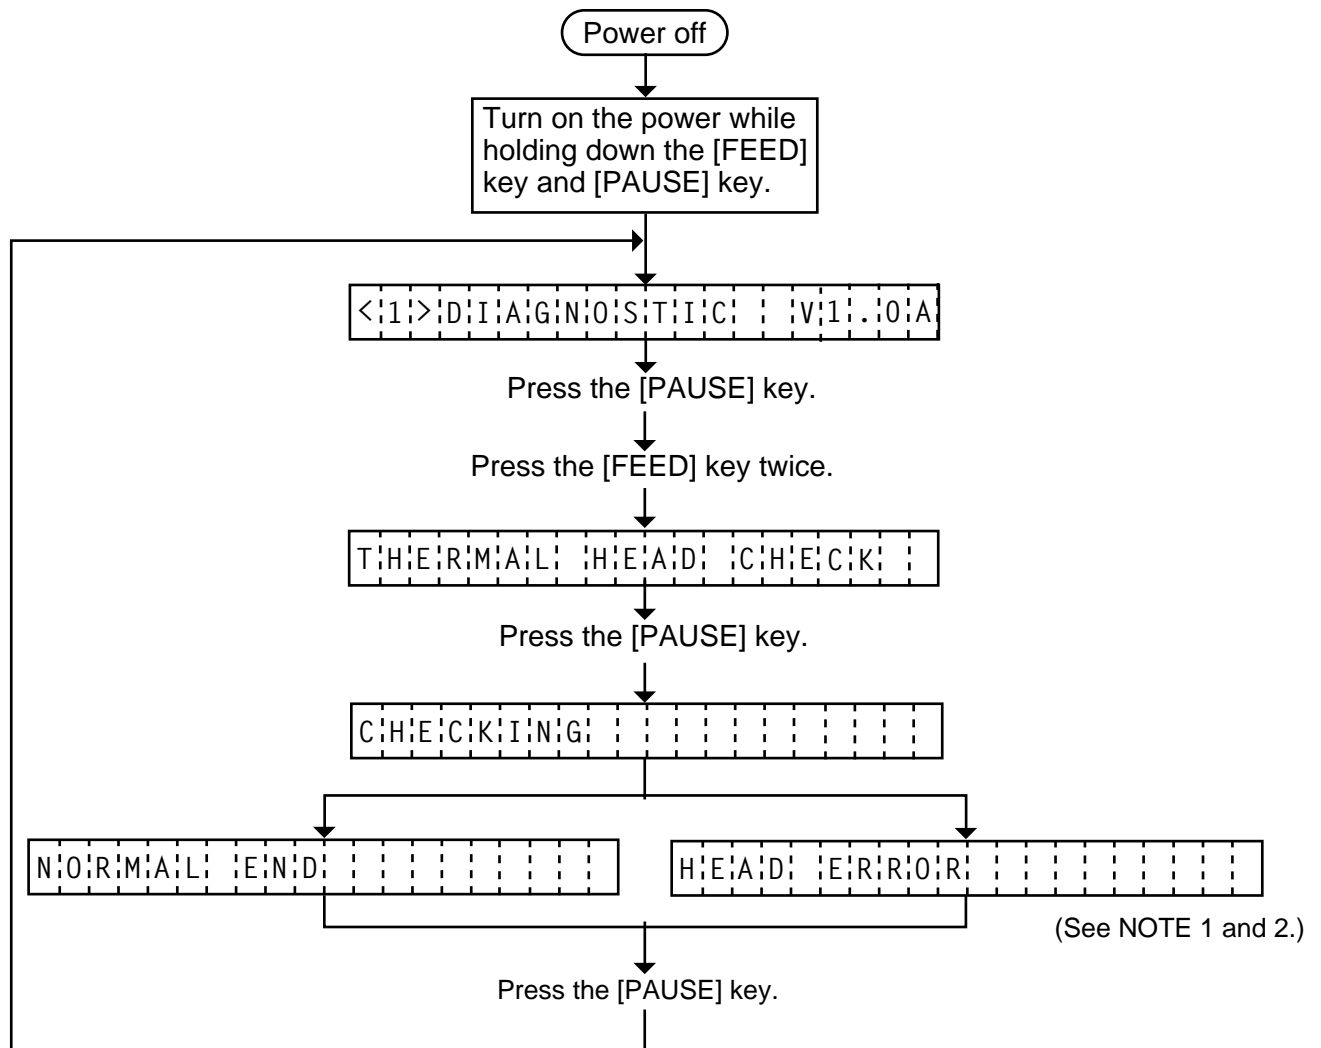 Power off
Turn on the power while
holding down the [FEED]
key and [PAUSE] key.
<1>DIAGNOSTIC  V1.0A
Press the [PAUSE] key.
Press the [FEED] key twice.
THERMAL HEAD CHECK
Press the [PAUSE] key.
CHECKING
NORMAL END
HEAD ERROR
(See NOTE 1 and 2.)
Press the [PAUSE] key.